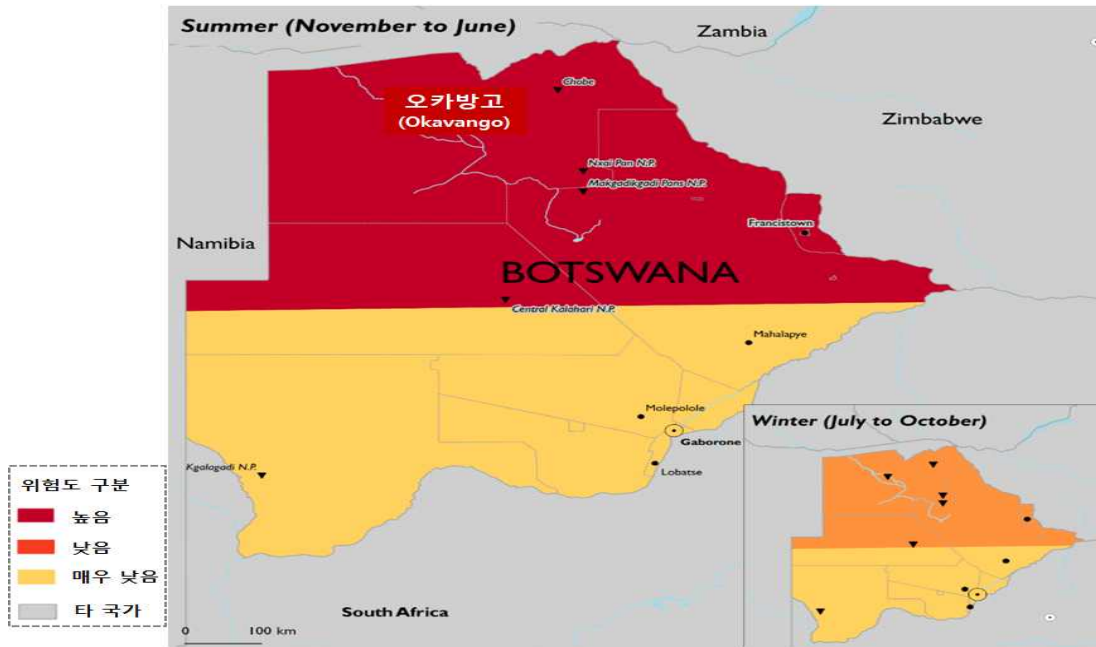 Summer (November to June)
Zambia
Chobe
오카방고
(Okavango)
Zimbabwe
Nxai Pan N.P.
Makgadikgadi Pans N.P.
Francistown
Namibia
BOTSWANA
Central Kalahari N.P.
Mahalapye
Molepolole
Gaborone
Kgalagadi N.P.
Lobatse
Winter (July to October)
위험도 구분
높음
낮음
매우 낮음
타 국가
South Africa
0 100 km